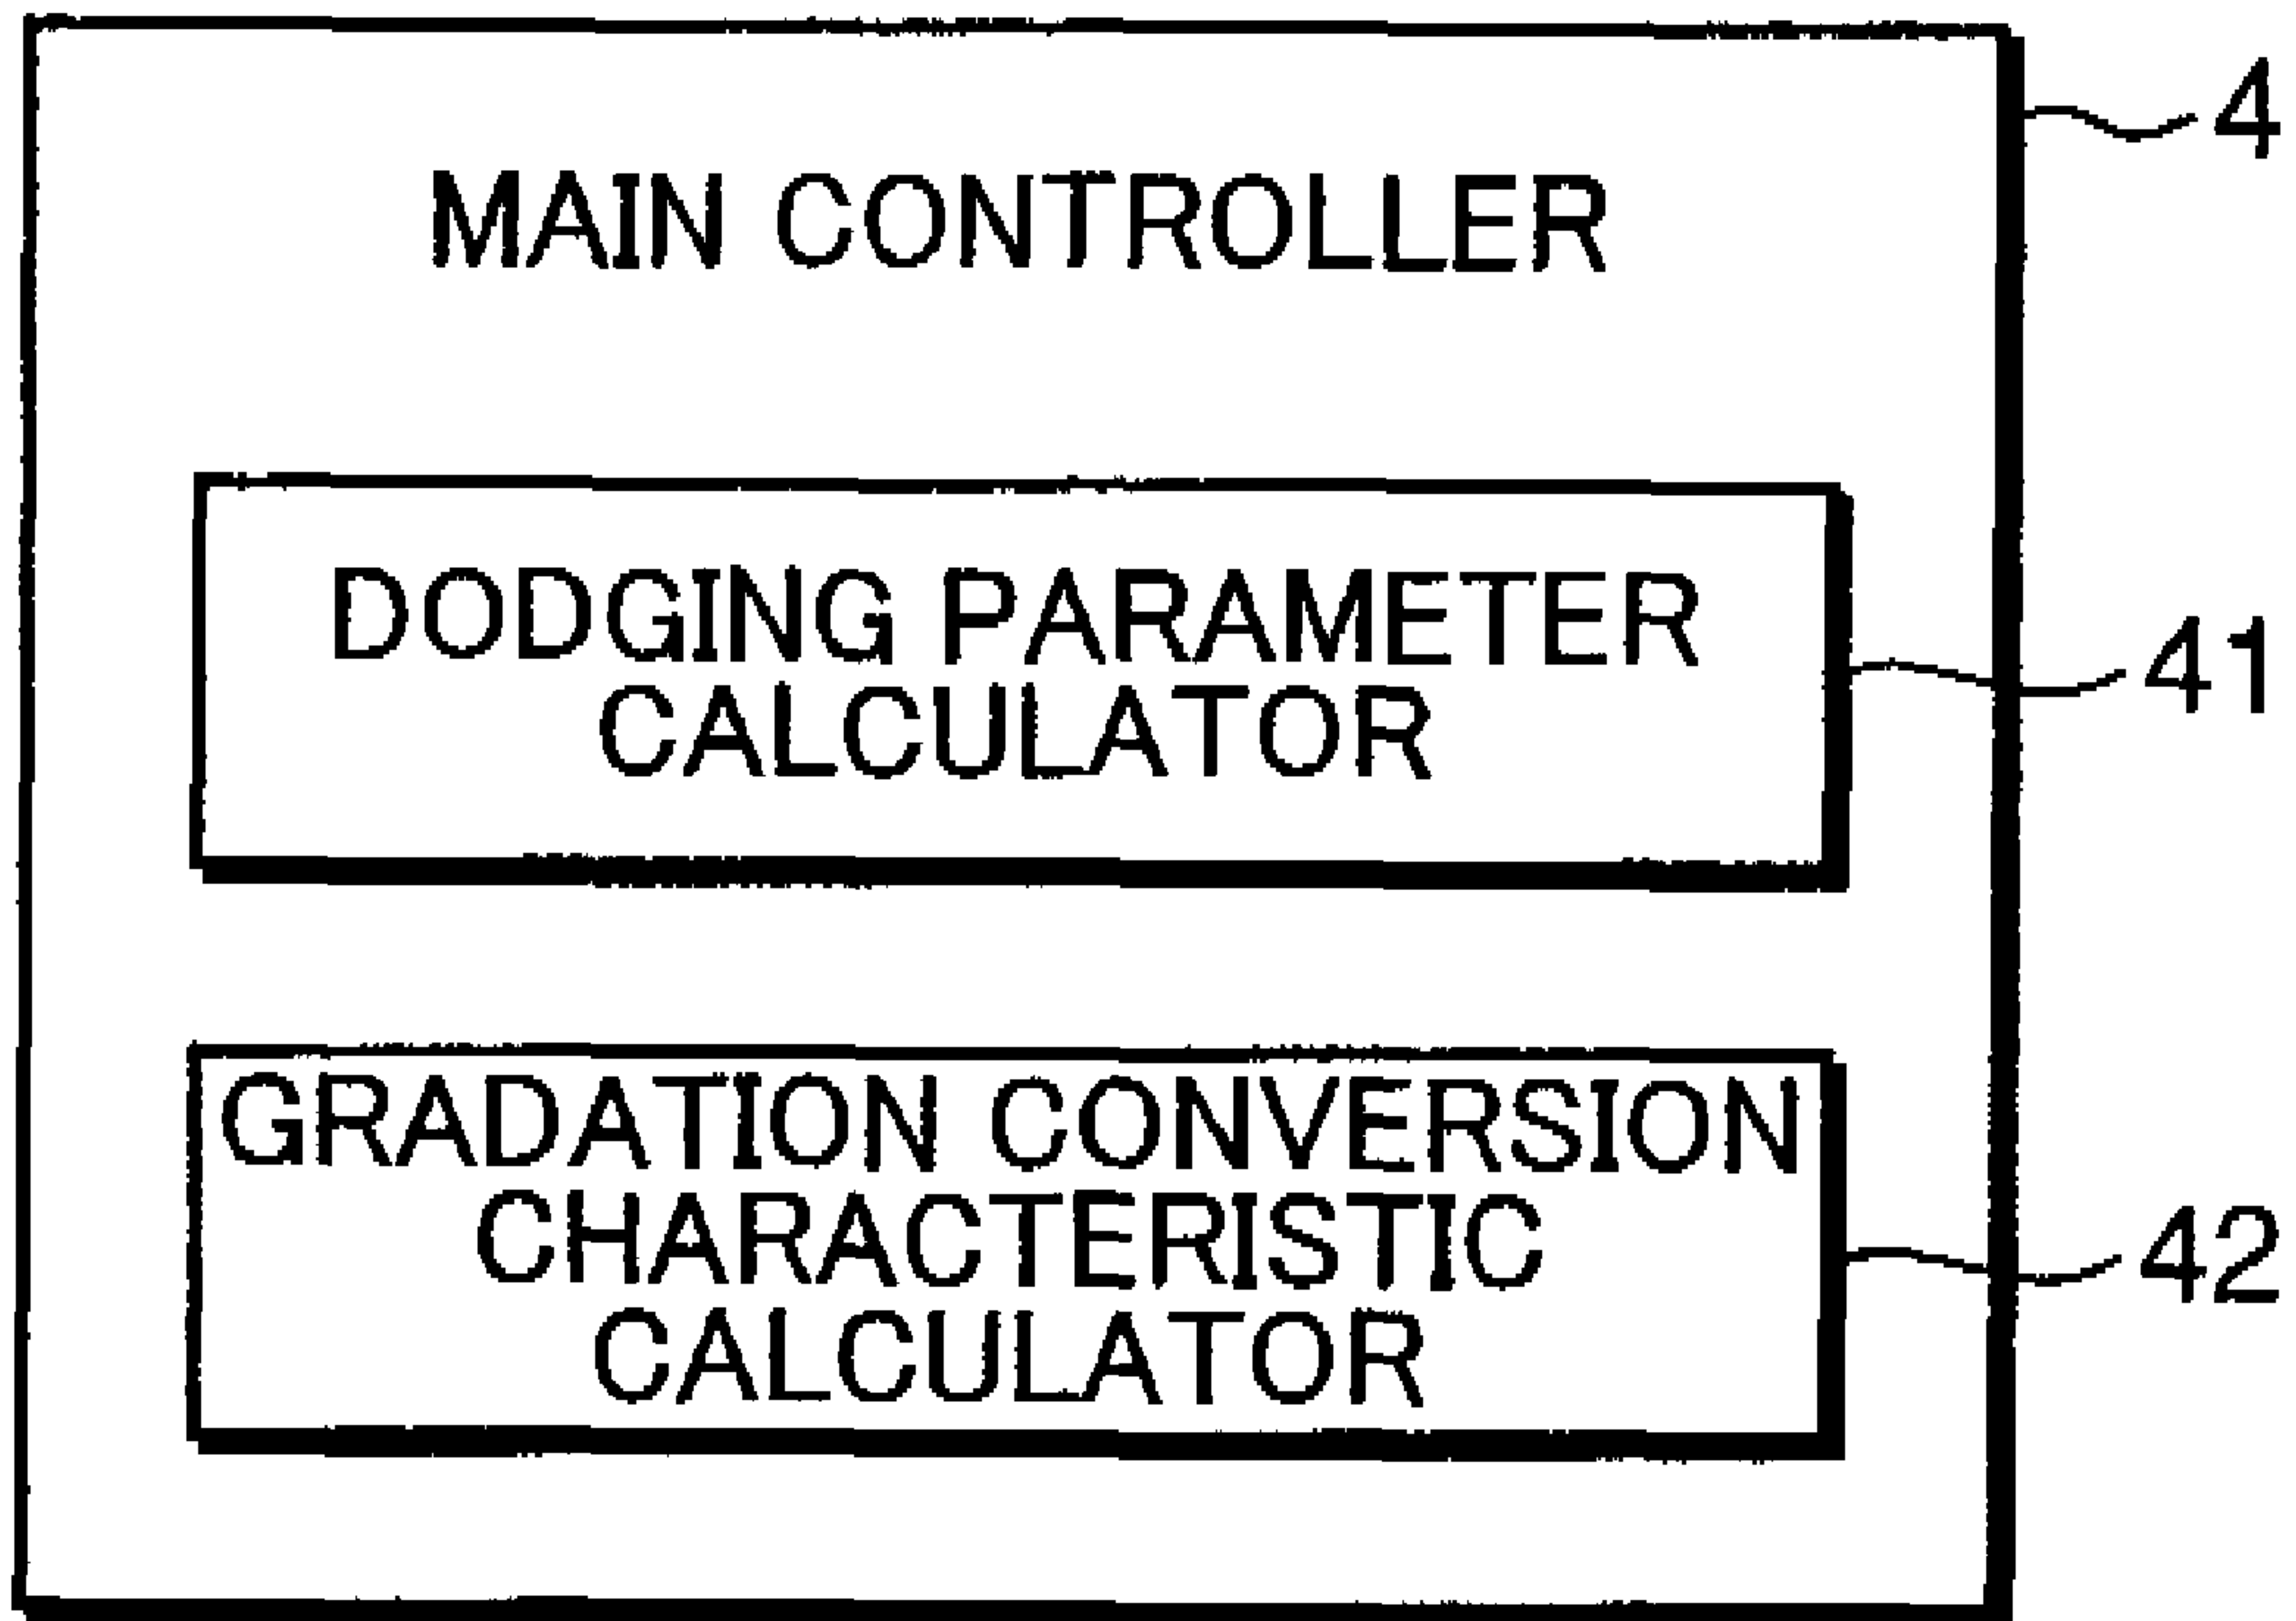 4
MAIN CONTROLLER
DODGING PARAMETER
41
CALCULATOR
GRADATION CONVERSION
CHARACTERISTIC
42
CALCULATOR